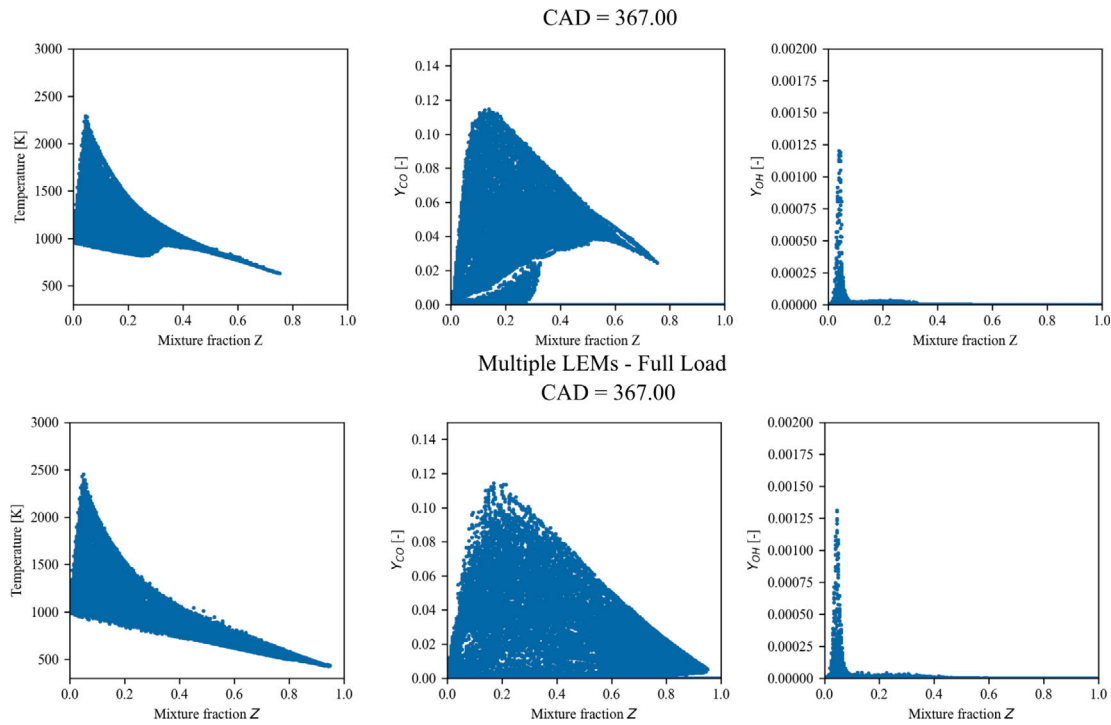 CAD = 367.00
3000
2500
2000
1500
1000
500
Temperature [K]
0.0 0.2 0.4 0.6 0.8 1.0
Mixture fraction Z
0.14
0.12
0.10
0.08
0.06
0.04
0.02
0.00
Y_CO [-]
0.0 0.2 0.4 0.6 0.8 1.0
Mixture fraction Z
0.00200
0.00175
0.00150
0.00125
0.00100
0.00075
0.00050
0.00025
0.00000
Y_OH [-]
0.0 0.2 0.4 0.6 0.8 1.0
Mixture fraction Z
Multiple LEMs - Full Load
CAD = 367.00
3000
2500
2000
1500
1000
500
Temperature [K]
0.0 0.2 0.4 0.6 0.8 1.0
Mixture fraction Z
0.14
0.12
0.10
0.08
0.06
0.04
0.02
0.00
Y_CO [-]
0.0 0.2 0.4 0.6 0.8 1.0
Mixture fraction Z
0.00200
0.00175
0.00150
0.00125
0.00100
0.00075
0.00050
0.00025
0.00000
Y_OH [-]
0.0 0.2 0.4 0.6 0.8 1.0
Mixture fraction Z